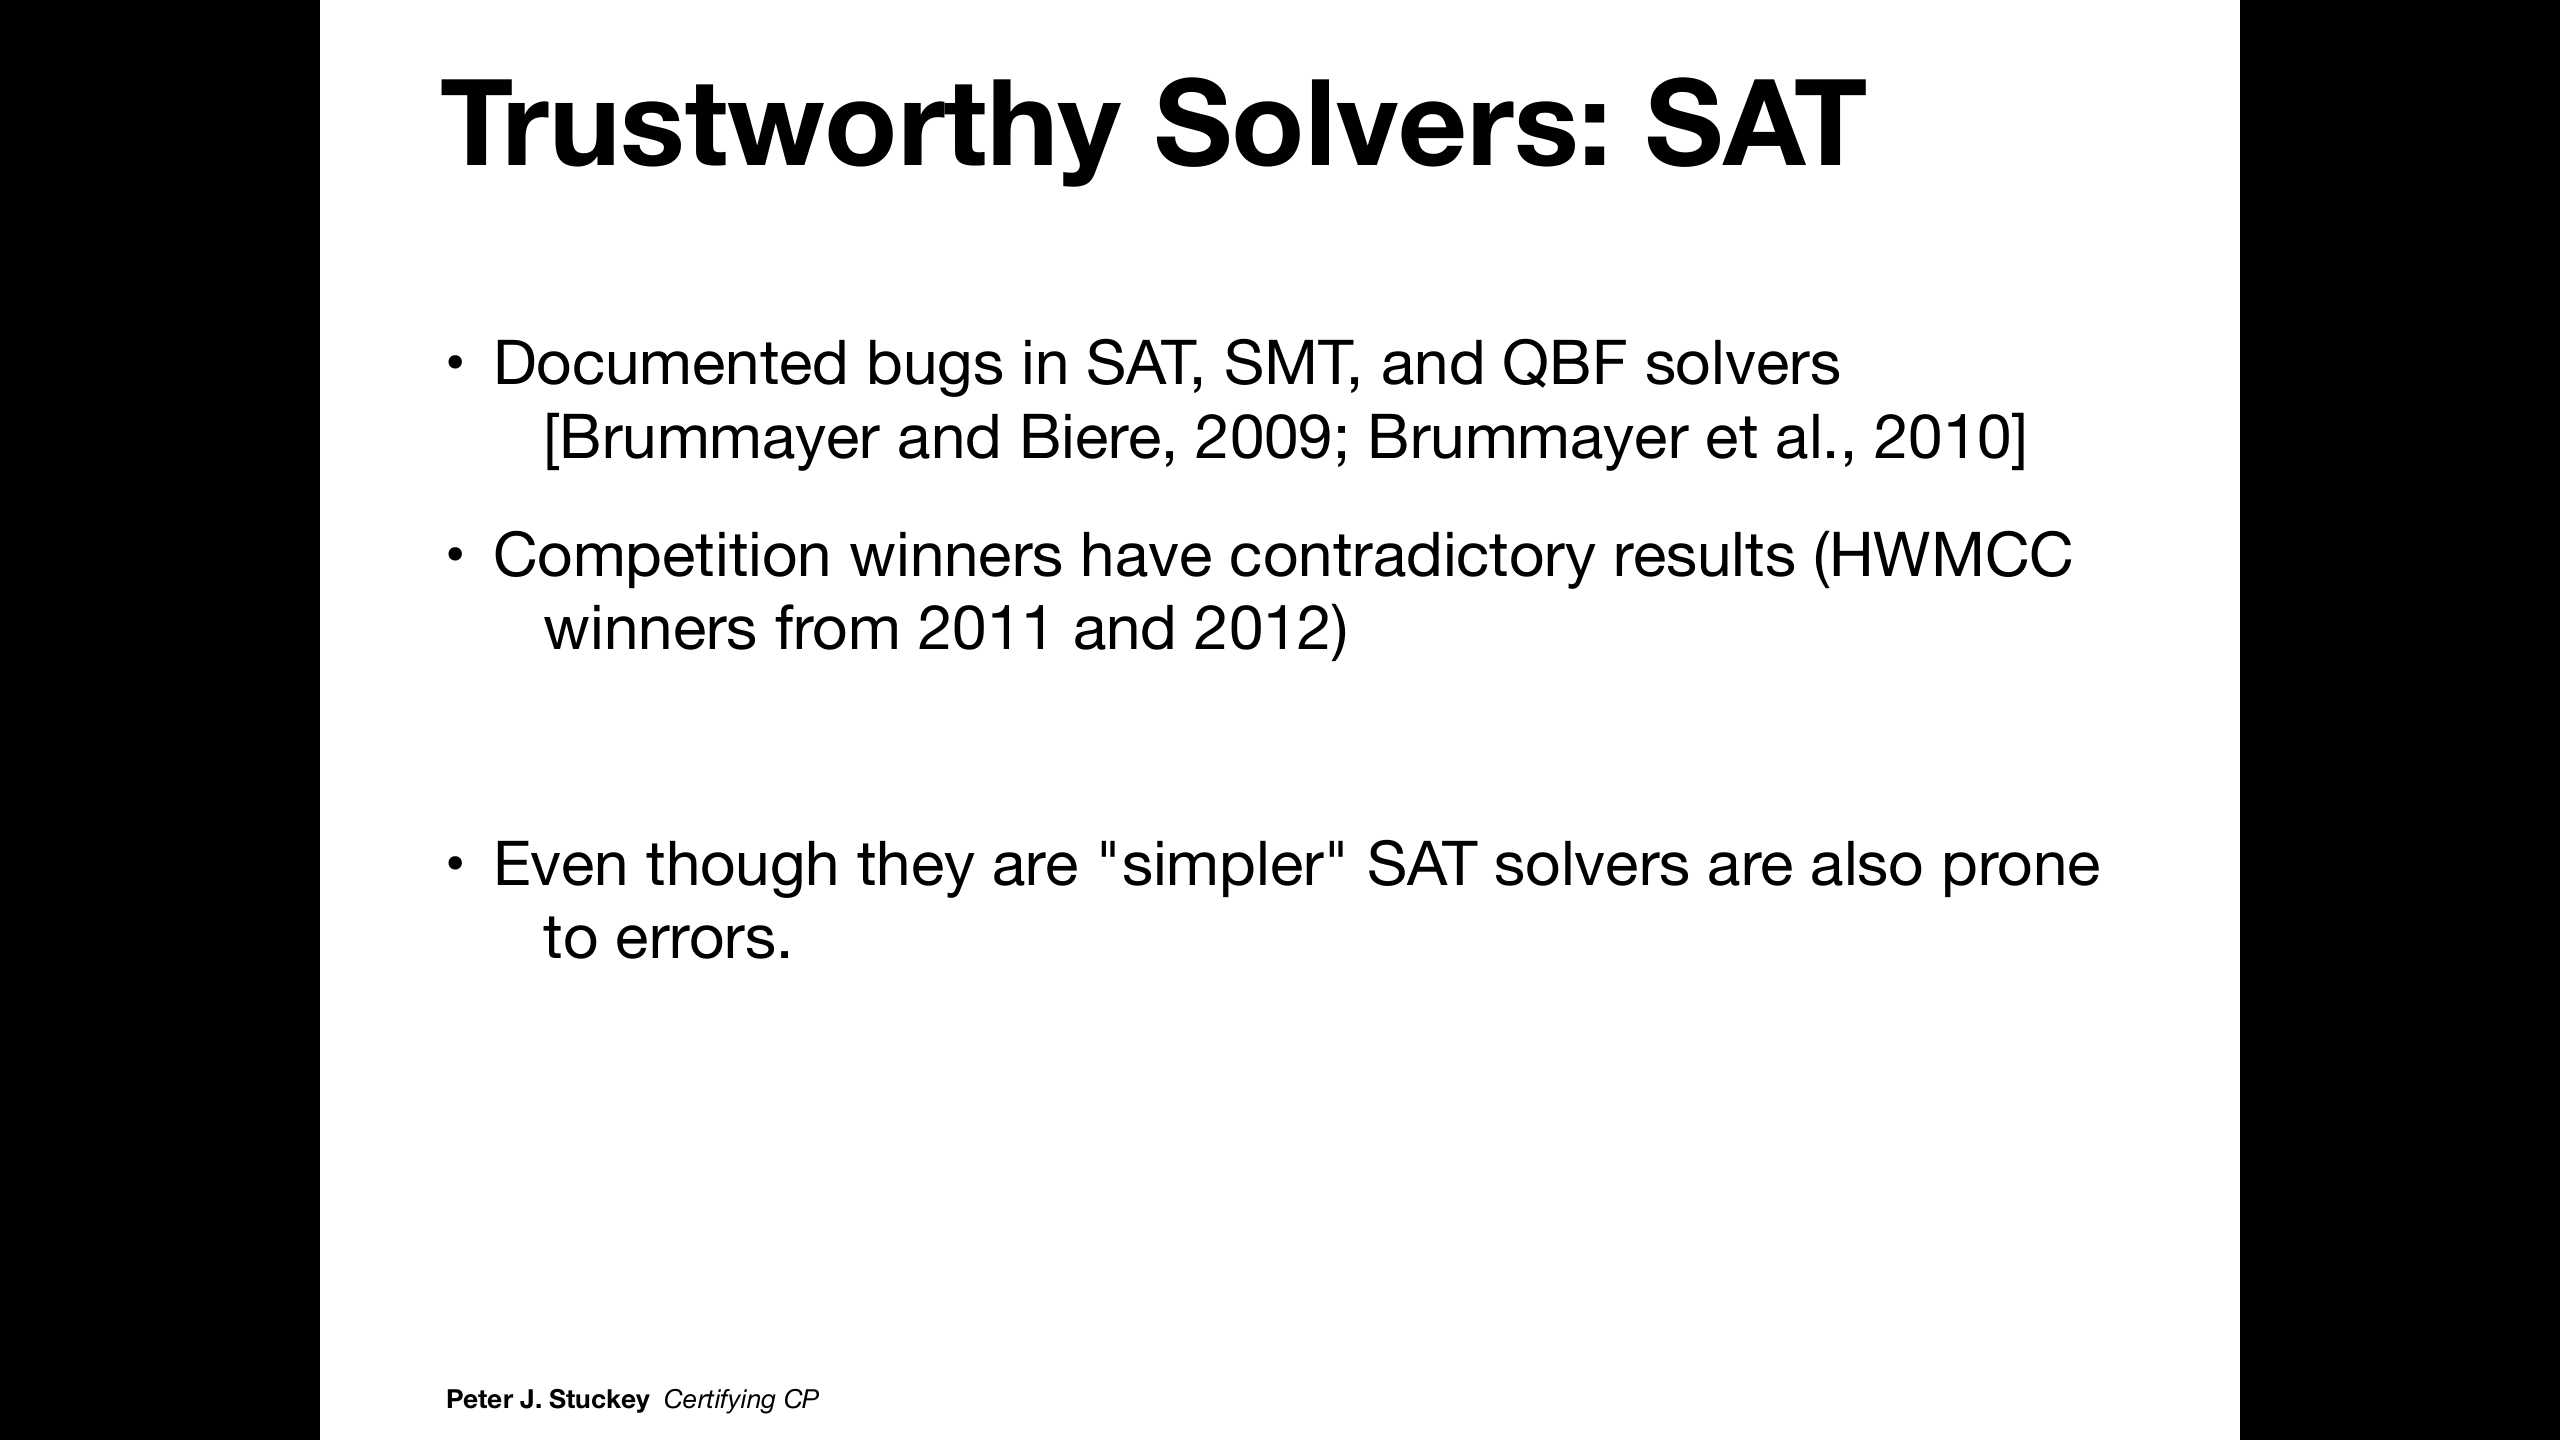 Trustworthy Solvers: SAT
• Documented bugs in SAT, SMT, and QBF solvers
[Brummayer and Biere, 2009; Brummayer et al., 2010]
• Competition winners have contradictory results (HWMCC
winners from 2011 and 2012)
• Even though they are "simpler" SAT solvers are also prone
to errors.
Peter J. Stuckey Certifying CP